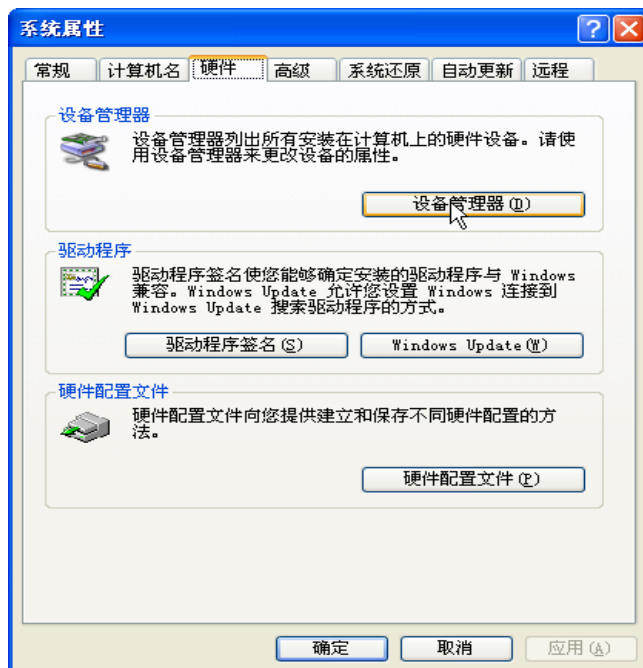 系统属性
常规 计算机名 硬件 高级 系统还原 自动更新 远程
设备管理器
设备管理器列出所有安装在计算机上的硬件设备。请使
用设备管理器来更改设备的属性。
设备管理器(D)
驱动程序
驱动程序签名使您能够确定安装的驱动程序与 Windows
兼容。Windows Update 允许您设置 Windows 连接到
Windows Update 搜索驱动程序的方式。
驱动程序签名(S) Windows Update(W)
硬件配置文件
硬件配置文件向您提供建立和保存不同硬件配置的方
法。
硬件配置文件(P)
确定 取消 应用(A)